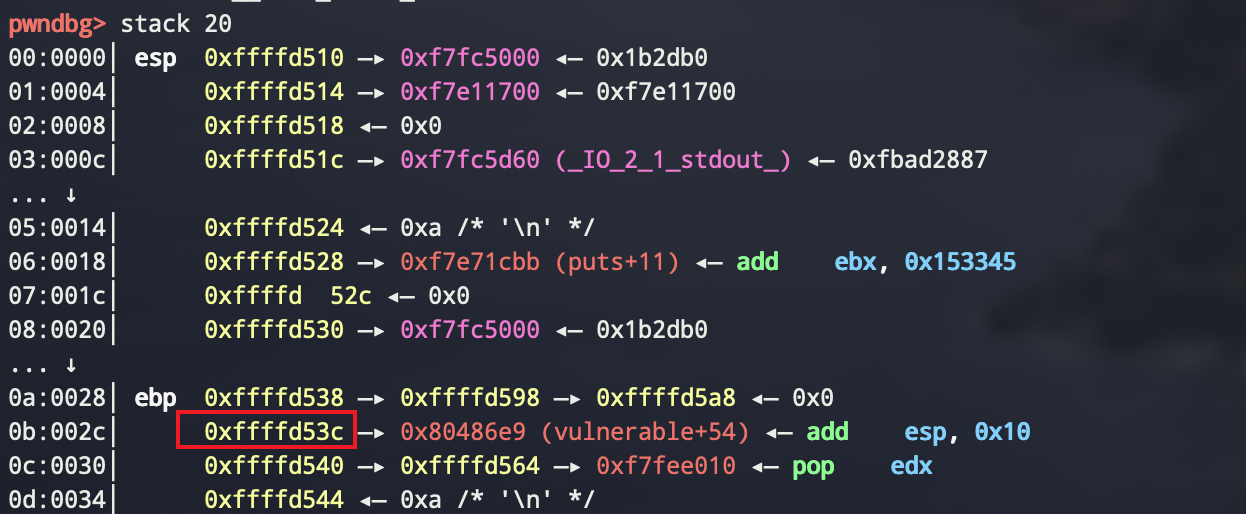 pwndbg> stack 20
00:0000│ esp 0xffffd510 —▸ 0xf7fc5000 ◂— 0x1b2db0
01:0004│ 0xffffd514 —▸ 0xf7e11700 ◂— 0xf7e11700
02:0008│ 0xffffd518 ◂— 0x0
03:000c│ 0xffffd51c —▸ 0xf7fc5d60 (_IO_2_1_stdout_) ◂— 0xfbad2887
... ↓
05:0014│ 0xffffd524 ◂— 0xa /* '\n' */
06:0018│ 0xffffd528 —▸ 0xf7e71cbb (puts+11) ◂— add ebx, 0x153345
07:001c│ 0xffffd 52c ◂— 0x0
08:0020│ 0xffffd530 —▸ 0xf7fc5000 ◂— 0x1b2db0
... ↓
0a:0028│ ebp 0xffffd538 —▸ 0xffffd598 —▸ 0xffffd5a8 ◂— 0x0
0b:002c│ 0xffffd53c —▸ 0x80486e9 (vulnerable+54) ◂— add esp, 0x10
0c:0030│ 0xffffd540 —▸ 0xffffd564 —▸ 0xf7fee010 ◂— pop edx
0d:0034│ 0xffffd544 ◂— 0xa /* '\n' */